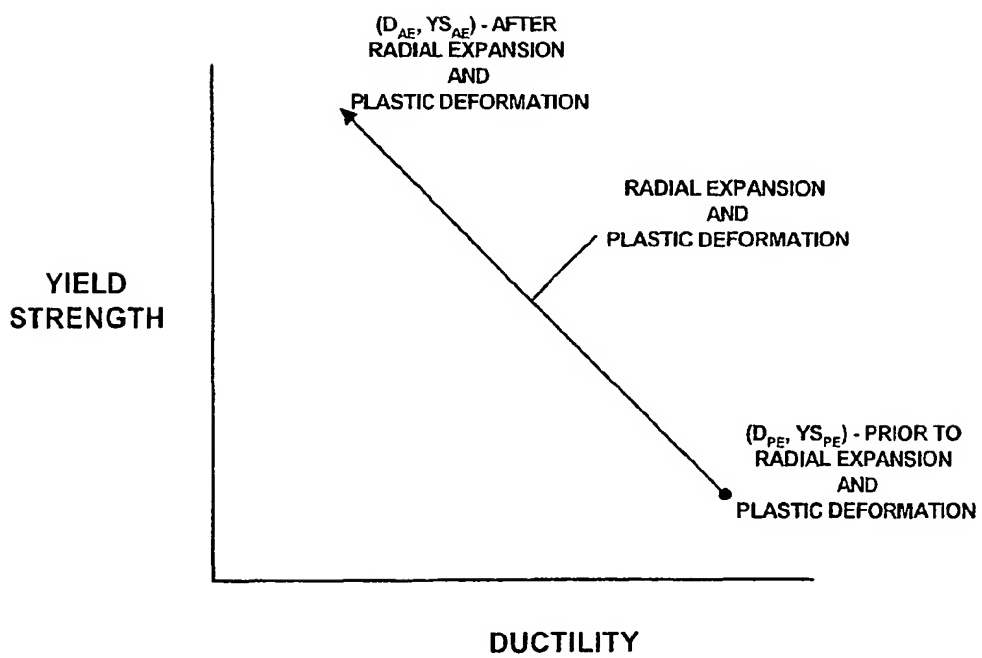 (D_AE, YS_AE) - AFTER
RADIAL EXPANSION
AND
PLASTIC DEFORMATION
RADIAL EXPANSION
AND
PLASTIC DEFORMATION
YIELD
STRENGTH
(D_PE, YS_PE) - PRIOR TO
RADIAL EXPANSION
AND
PLASTIC DEFORMATION
DUCTILITY